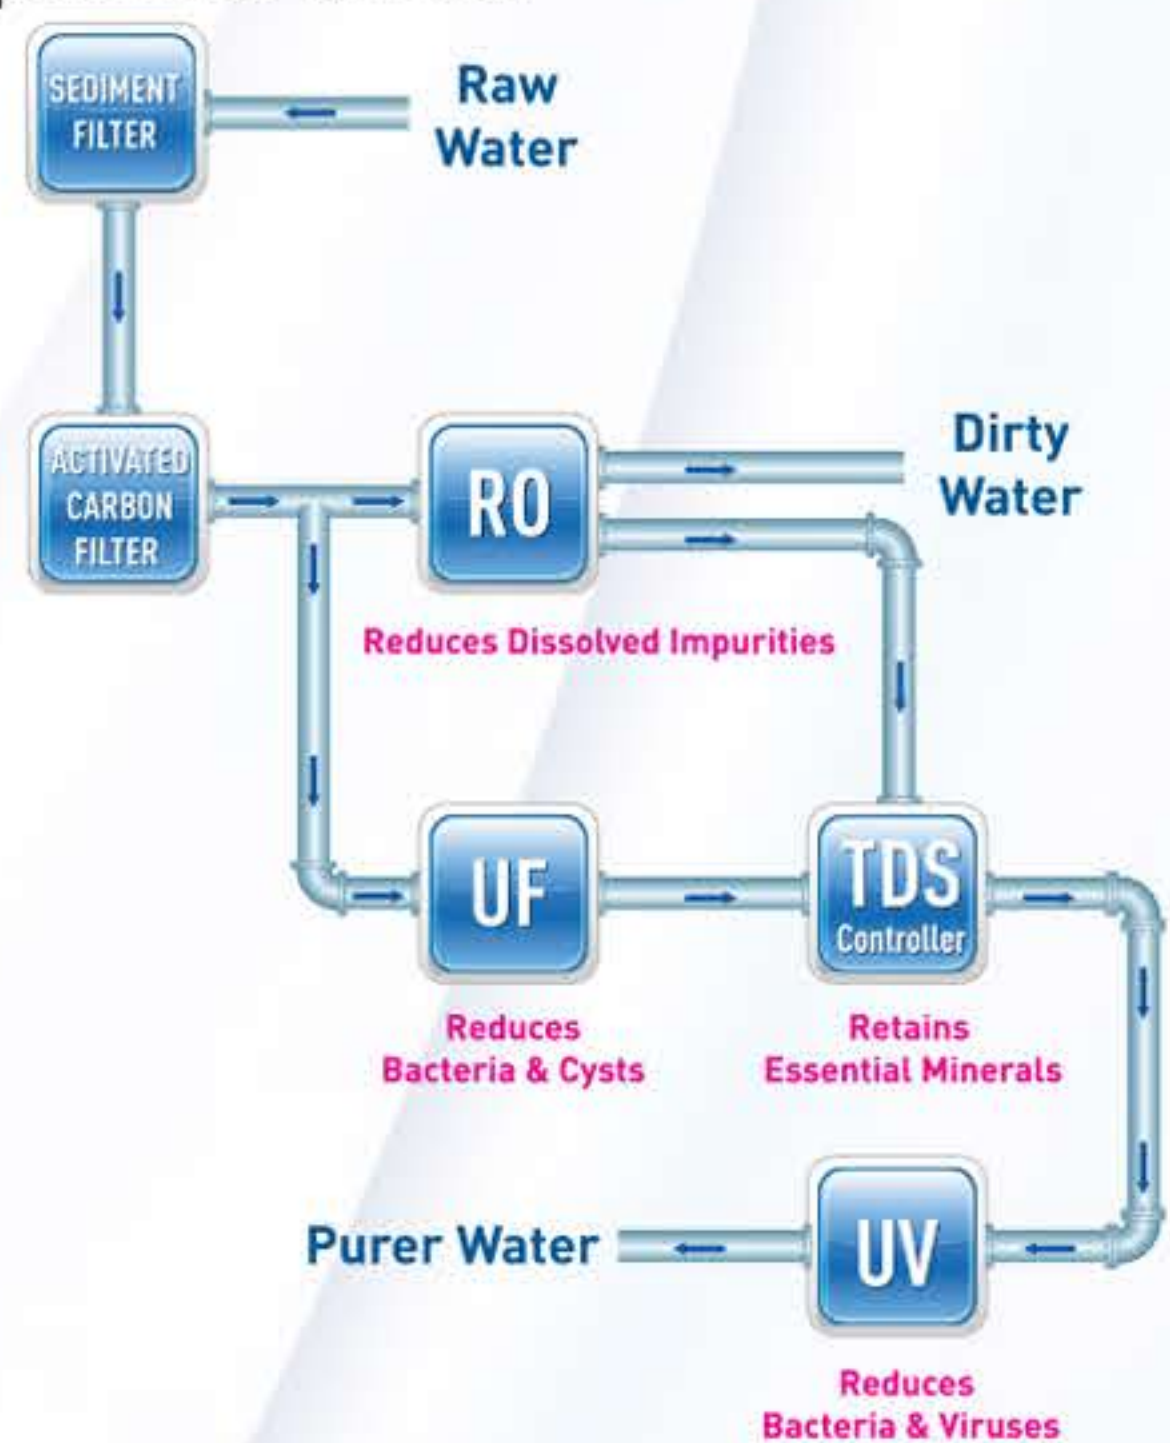 SEDIMENT
FILTER
Raw
Water
ACTIVATED
CARBON
FILTER
RO
Dirty
Water
Reduces Dissolved Impurities
UF
TDS
Controller
Reduces
Bacteria & Cysts
Retains
Essential Minerals
Purer Water
UV
Reduces
Bacteria & Viruses